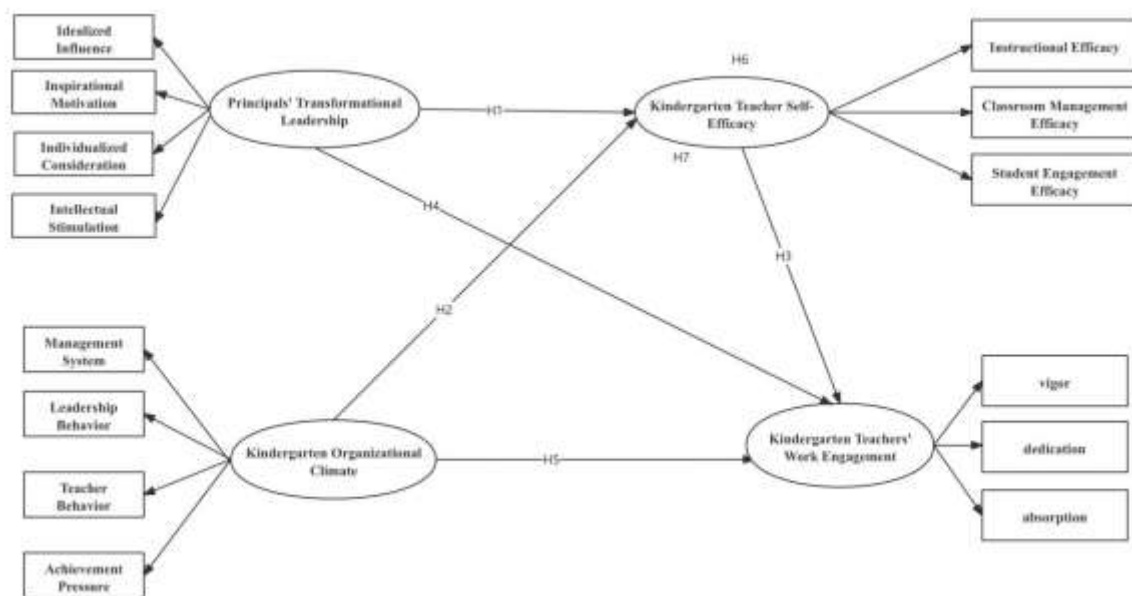 Idealized
Influence
Inspirational
Motivation
Individualized
Consideration
Intellectual
Stimulation
Principals' Transformational
Leadership
H1
H6
Kindergarten Teacher Self-
Efficacy
H7
Instructional Efficacy
Classroom Management
Efficacy
Student Engagement
Efficacy
H4
H3
H2
Management
System
Leadership
Behavior
Teacher
Behavior
Achievement
Pressure
Kindergarten Organizational
Climate
H5
Kindergarten Teachers'
Work Engagement
vigor
dedication
absorption